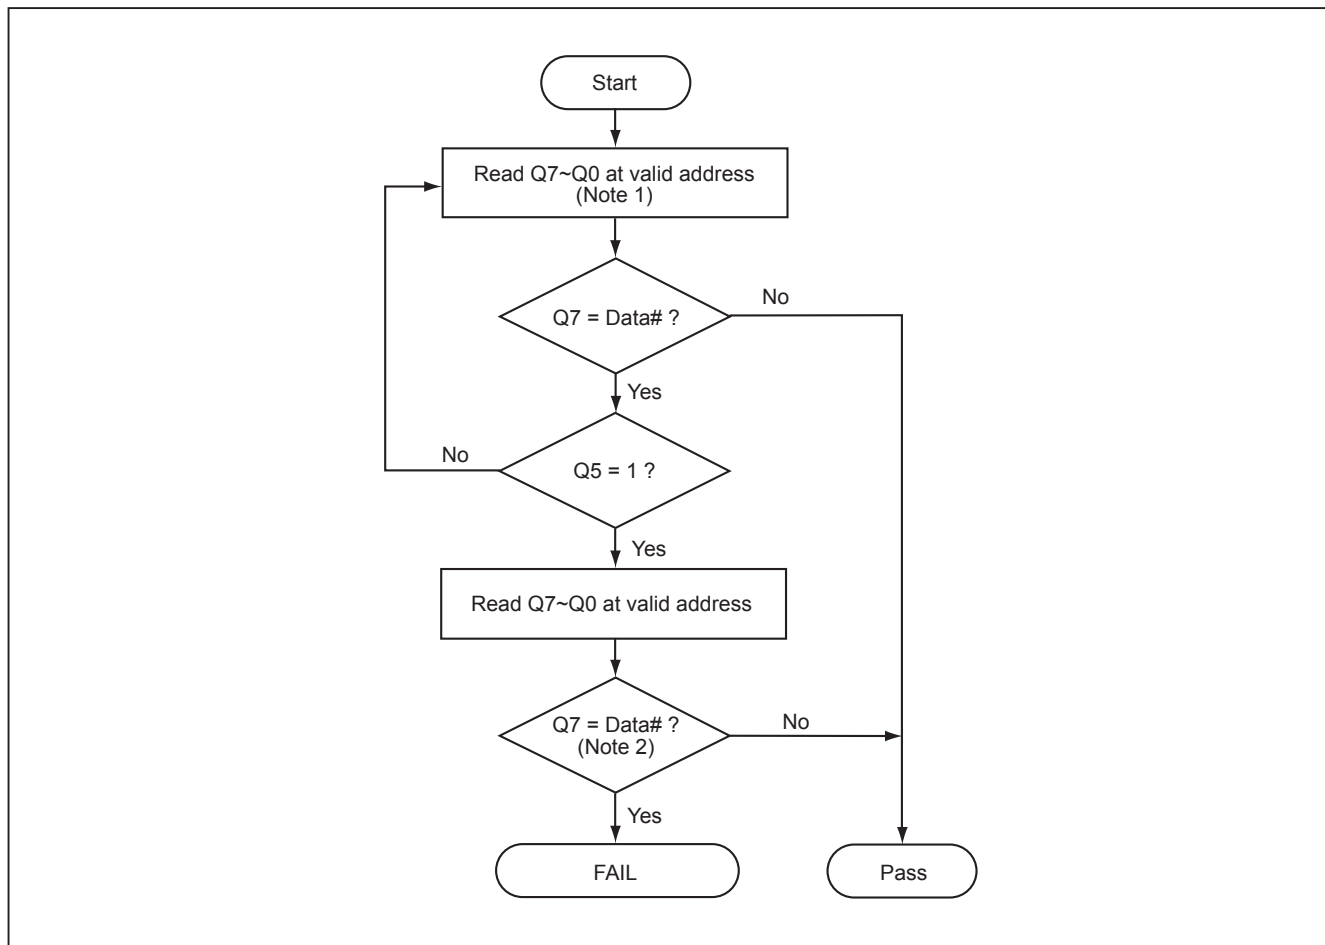 Start
Read Q7~Q0 at valid address
(Note 1)
No
Q7 = Data# ?
Yes
No
Q5 = 1 ?
Yes
Read Q7~Q0 at valid address
Q7 = Data# ?
(Note 2)
No
Yes
FAIL
Pass